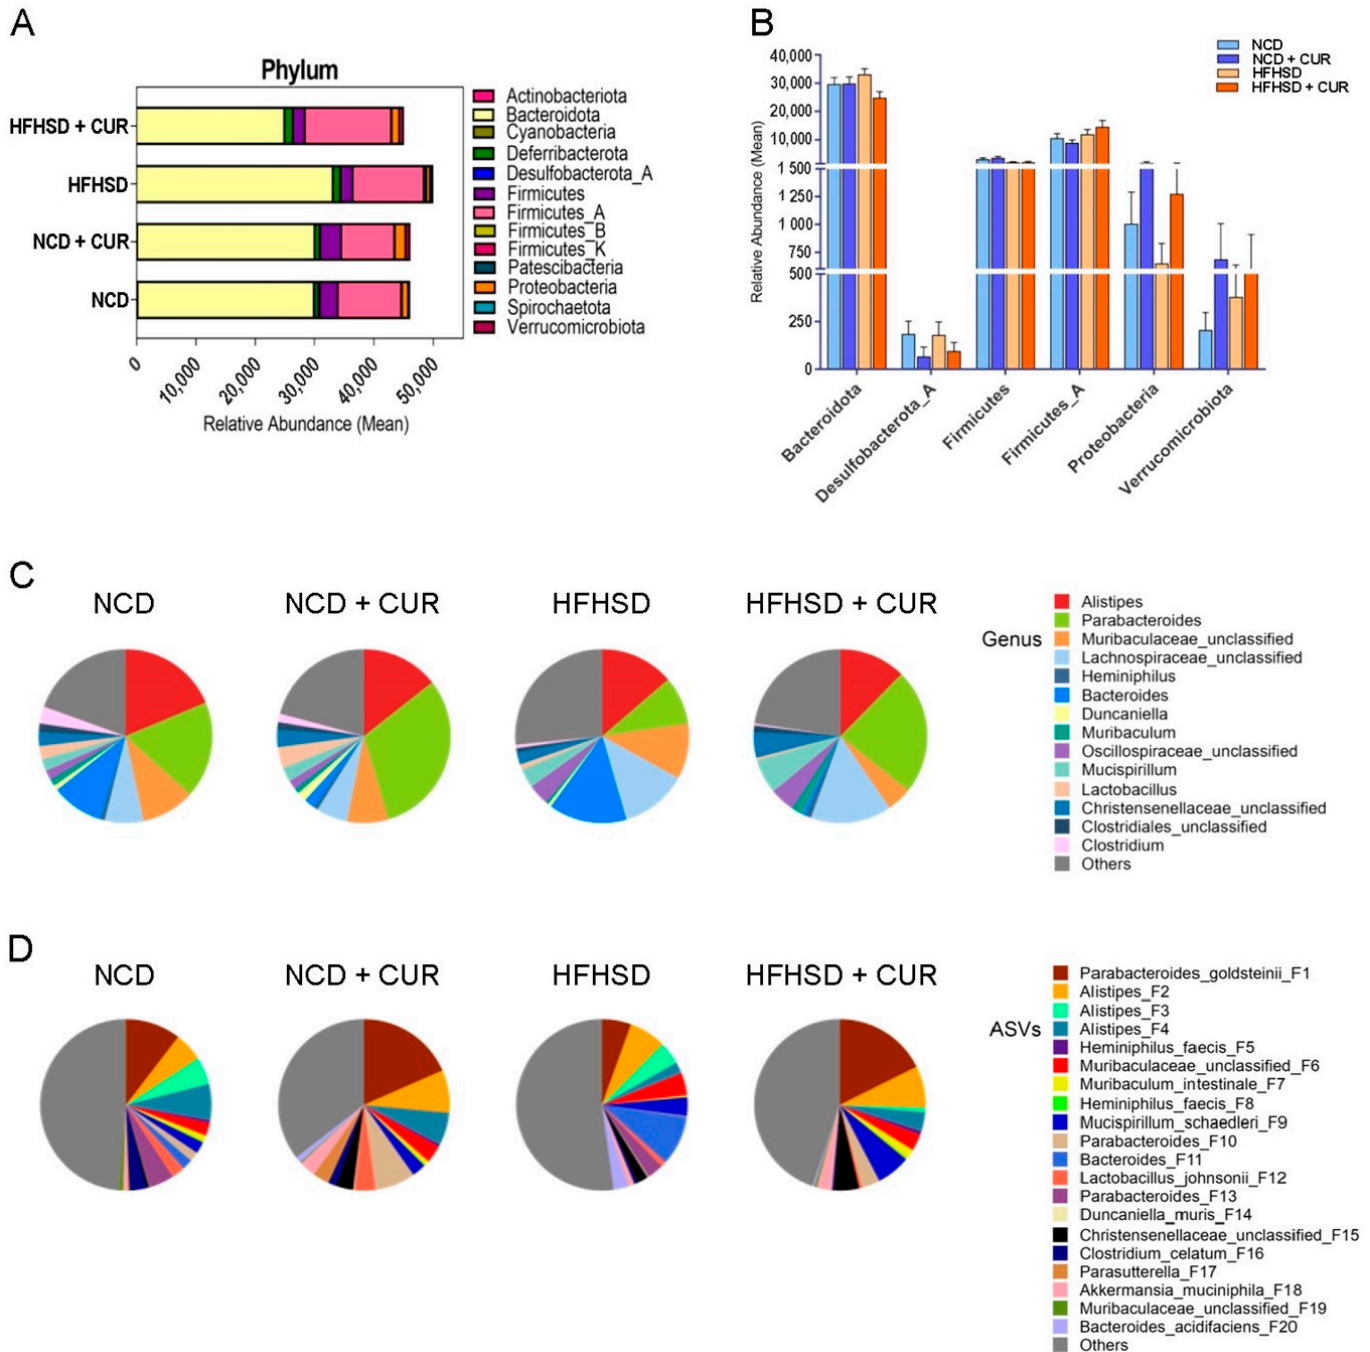 A
Phylum
HFHSD + CUR
HFHSD
NCD + CUR
NCD
0
10,000
20,000
30,000
40,000
50,000
Relative Abundance (Mean)
Actinobacteriota
Bacteroidota
Cyanobacteria
Deferribacterota
Desulfobacterota_A
Firmicutes
Firmicutes_A
Firmicutes_B
Firmicutes_K
Patescibacteria
Proteobacteria
Spirochaetota
Verrucomicrobiota
B
Relative Abundance (Mean)
40,000
30,000
20,000
10,000
1 500
1 250
1 000
750
500
250
0
Bacteroidota
Desulfobacterota_A
Firmicutes
Firmicutes_A
Proteobacteria
Verrucomicrobiota
NCD
NCD + CUR
HFHSD
HFHSD + CUR
C
NCD
NCD + CUR
HFHSD
HFHSD + CUR
Genus
Alistipes
Parabacteroides
Muribaculaceae_unclassified
Lachnospiraceae_unclassified
Heminiphilus
Bacteroides
Duncaniella
Muribaculum
Oscillospiraceae_unclassified
Mucispirillum
Lactobacillus
Christensenellaceae_unclassified
Clostridiales_unclassified
Clostridium
Others
D
NCD
NCD + CUR
HFHSD
HFHSD + CUR
ASVs
Parabacteroides_goldsteinii_F1
Alistipes_F2
Alistipes_F3
Alistipes_F4
Heminiphilus_faecis_F5
Muribaculaceae_unclassified_F6
Muribaculum_intestinale_F7
Heminiphilus_faecis_F8
Mucispirillum_schaedleri_F9
Parabacteroides_F10
Bacteroides_F11
Lactobacillus_johnsonii_F12
Parabacteroides_F13
Duncaniella_muris_F14
Christensenellaceae_unclassified_F15
Clostridium_celatum_F16
Parasutterella_F17
Akkermansia_muciniphila_F18
Muribaculaceae_unclassified_F19
Bacteroides_acidifaciens_F20
Others